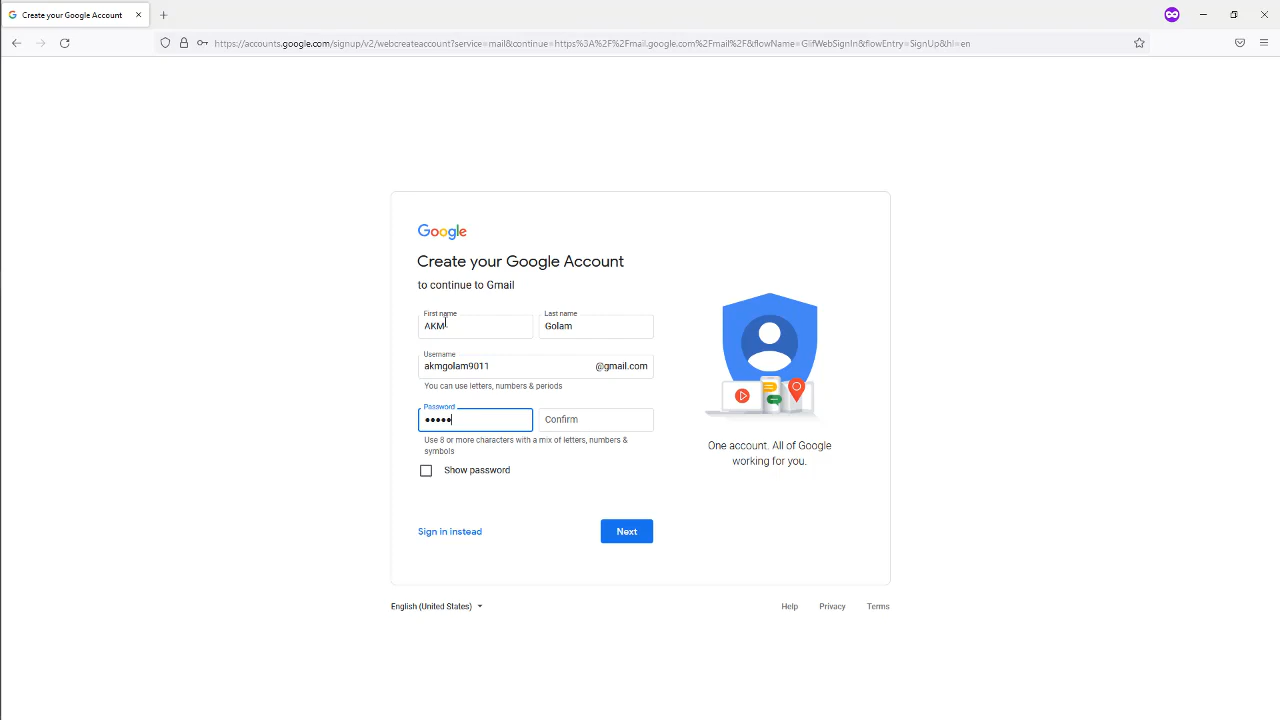 Create your Google Account
https://accounts.google.com/signup/v2/webcreateaccount?service=mail&continue=https%3A%2F%2Fmail.google.com%2Fmail%2F&flowName=GlifWebSignIn&flowEntry=SignUp&hl=en
Google
Create your Google Account
to continue to Gmail
First name
Last name
AKM
Golam
Username
akmgolam9011
@gmail.com
You can use letters, numbers & periods
Password
•••••
Confirm
Use 8 or more characters with a mix of letters, numbers &
symbols
Show password
One account. All of Google
working for you.
Sign in instead
Next
English (United States)
Help
Privacy
Terms